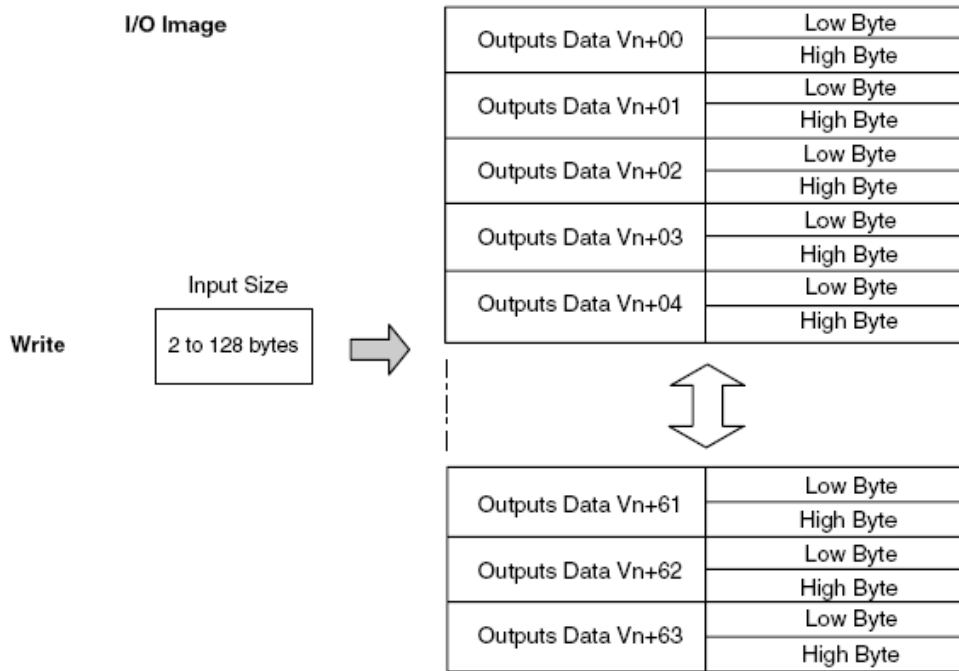 I/O Image
Outputs Data Vn+00
Low Byte
High Byte
Outputs Data Vn+01
Low Byte
High Byte
Outputs Data Vn+02
Low Byte
High Byte
Outputs Data Vn+03
Low Byte
High Byte
Input Size
Outputs Data Vn+04
Low Byte
High Byte
Write
2 to 128 bytes
Outputs Data Vn+61
Low Byte
High Byte
Outputs Data Vn+62
Low Byte
High Byte
Outputs Data Vn+63
Low Byte
High Byte